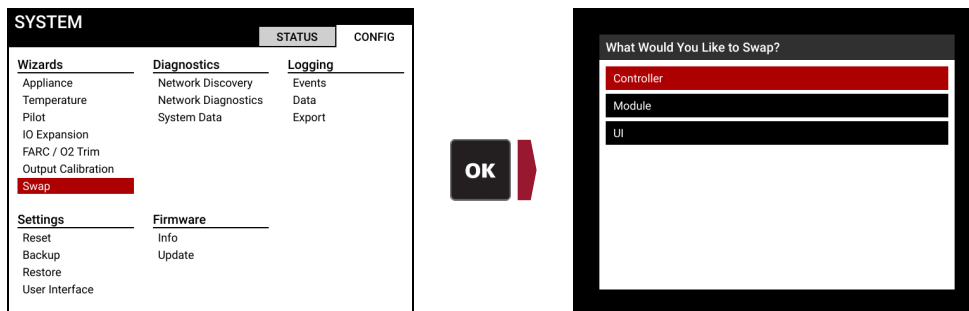 SYSTEM
STATUS
CONFIG
Wizards
Appliance
Temperature
Pilot
IO Expansion
FARC / O2 Trim
Output Calibration
Swap
Diagnostics
Network Discovery
Network Diagnostics
System Data
Logging
Events
Data
Export
Settings
Reset
Backup
Restore
User Interface
Firmware
Info
Update
OK
What Would You Like to Swap?
Controller
Module
UI